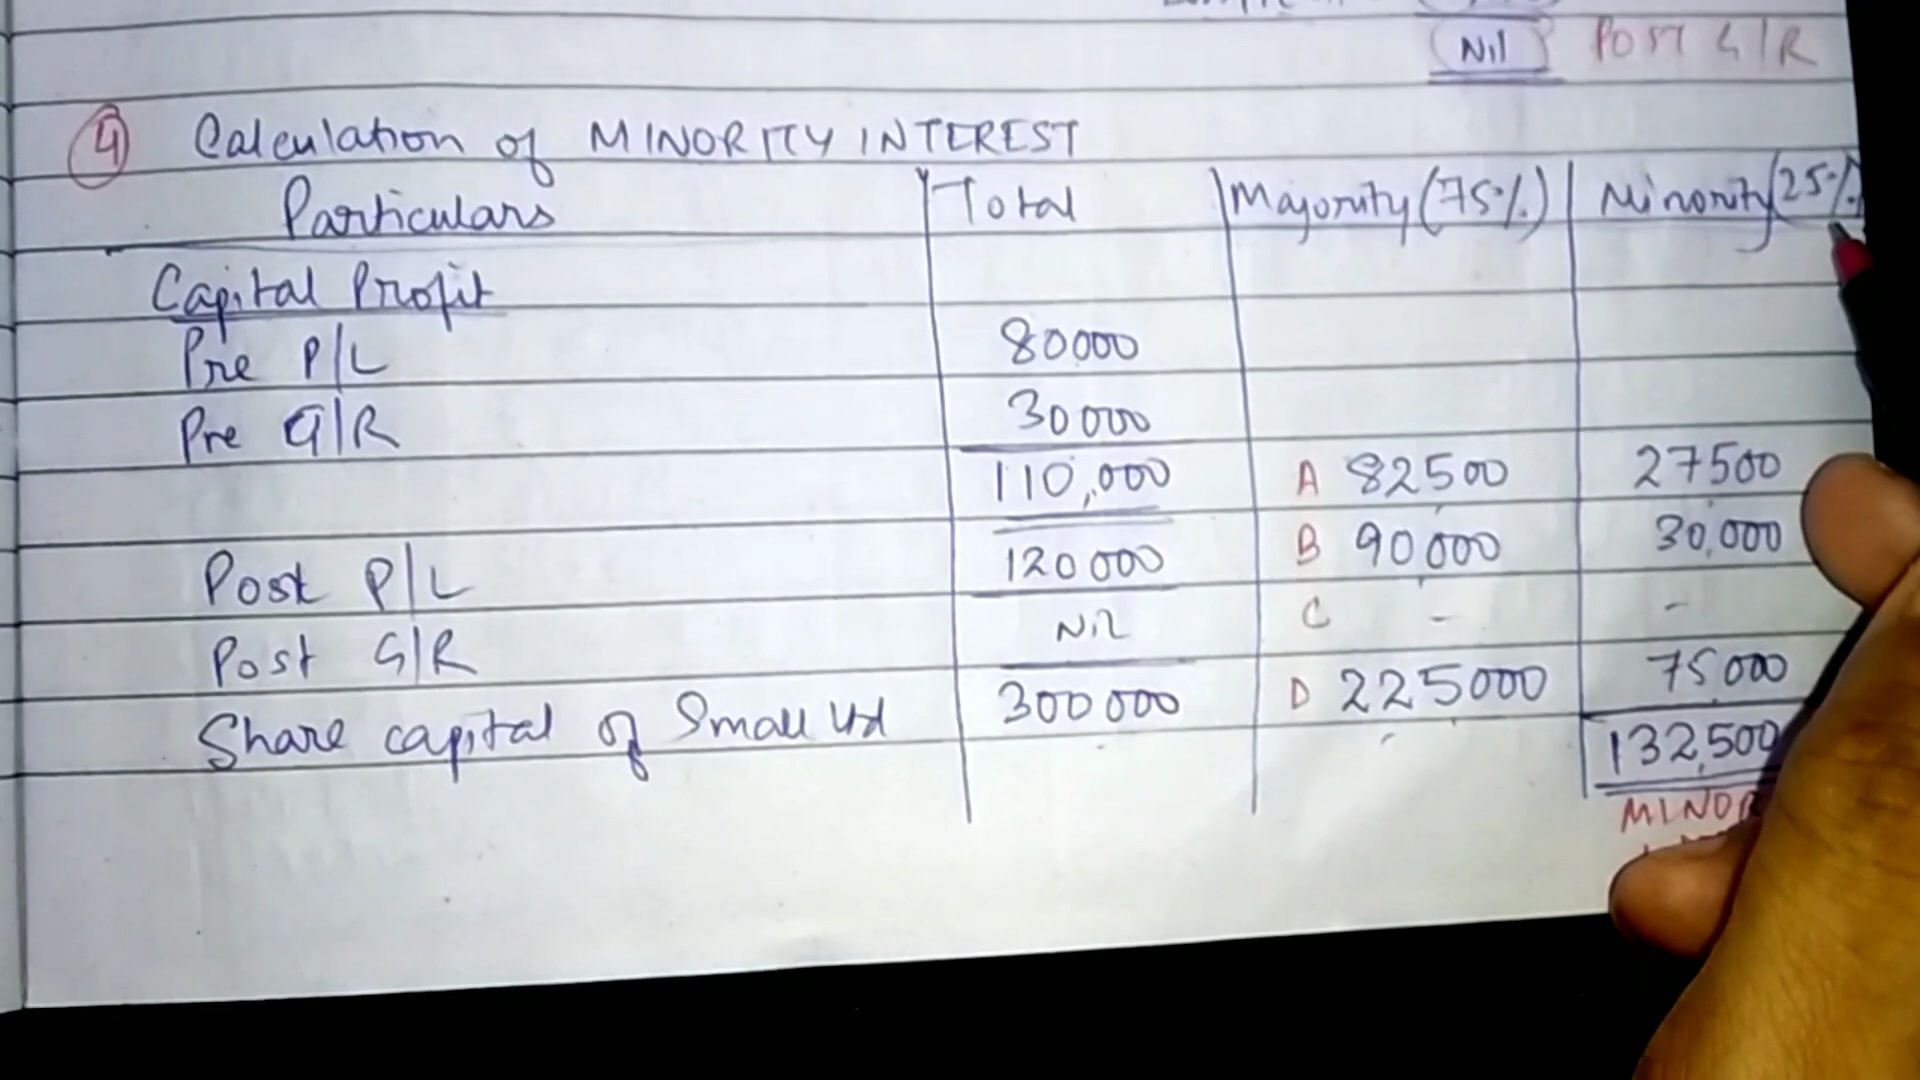 Nil POST G/R
4 Calculation of MINORITY INTEREST
Particulars Total Majority (75%) Minority (25%)
Capital Profit
Pre P/L 80000
Pre G/R 30000
110,000 A 82500 27500
Post P/L 120000 B 90000 30,000
Post G/R Nil C - -
Share capital of Small Ltd 300000 D 225000 75000
132,500
MINOR